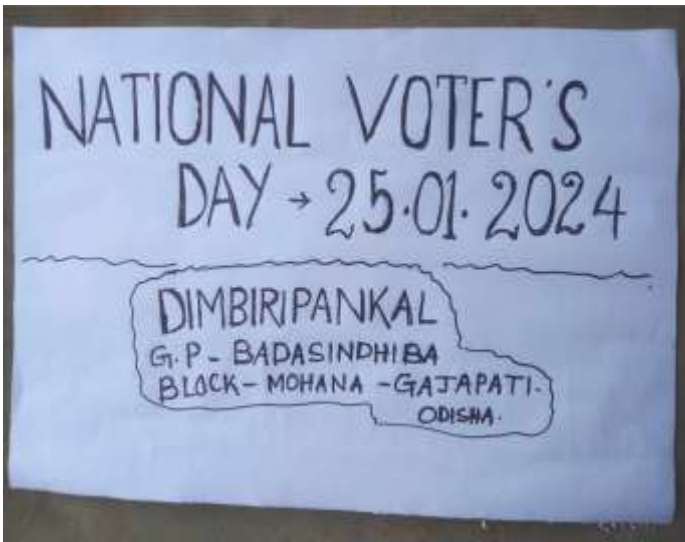 NATIONAL VOTER'S
DAY → 25.01.2024
DIMBIRIPANKAL
G.P - BADASINDHIBA
BLOCK - MOHANA - GAJAPATI.
ODISHA.